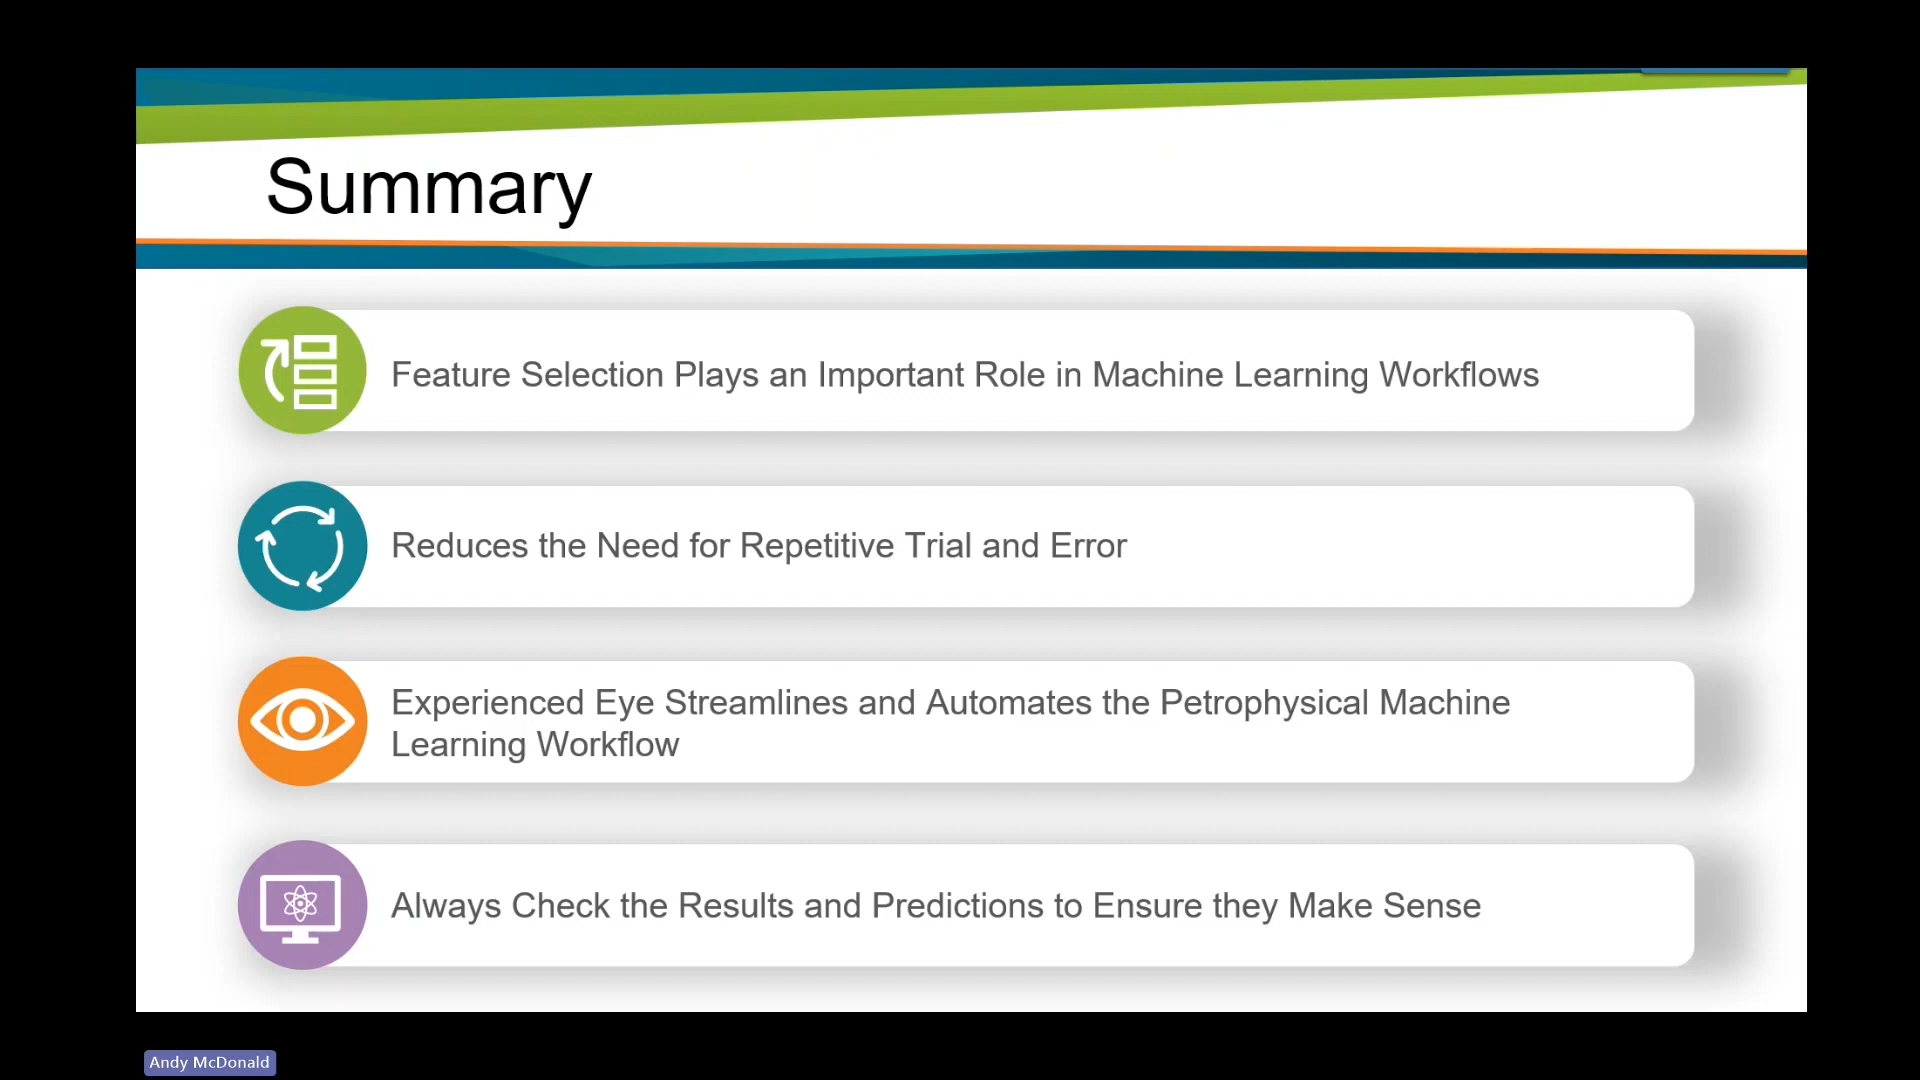 Summary
Feature Selection Plays an Important Role in Machine Learning Workflows
Reduces the Need for Repetitive Trial and Error
Experienced Eye Streamlines and Automates the Petrophysical Machine
Learning Workflow
Always Check the Results and Predictions to Ensure they Make Sense
Andy McDonald